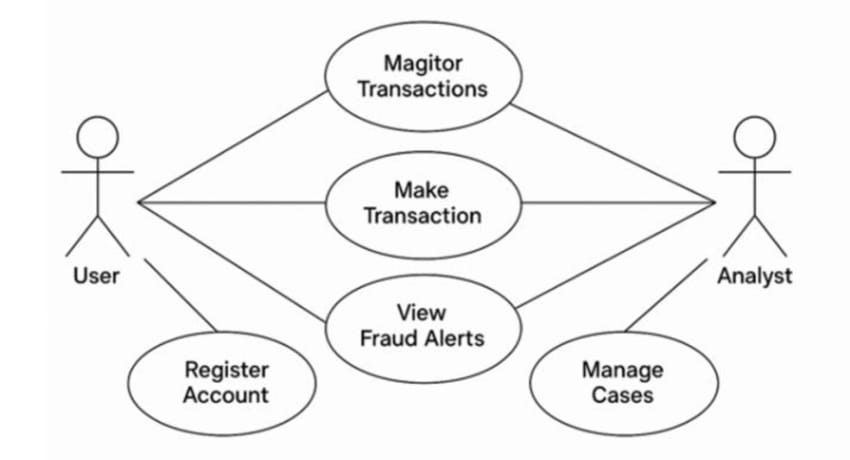 Magitor
Transactions
Make
Transaction
User
Analyst
View
Fraud Alerts
Register
Account
Manage
Cases